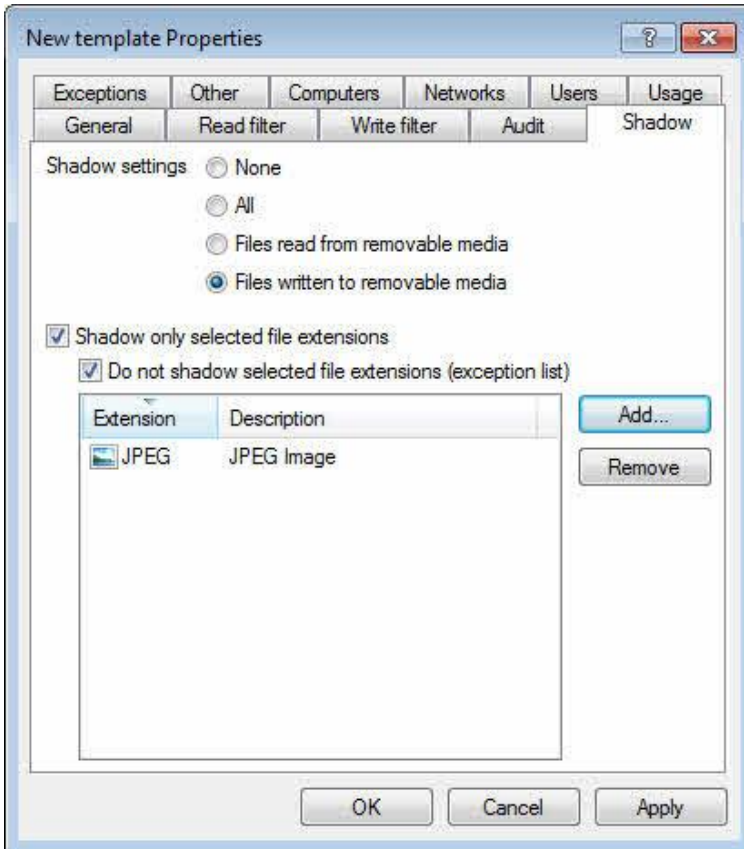 New template Properties
Exceptions Other Computers Networks Users Usage
General Read filter Write filter Audit Shadow
Shadow settings None
All
Files read from removable media
Files written to removable media
Shadow only selected file extensions
Do not shadow selected file extensions (exception list)
Extension Description Add...
JPEG JPEG Image
Remove
OK Cancel Apply